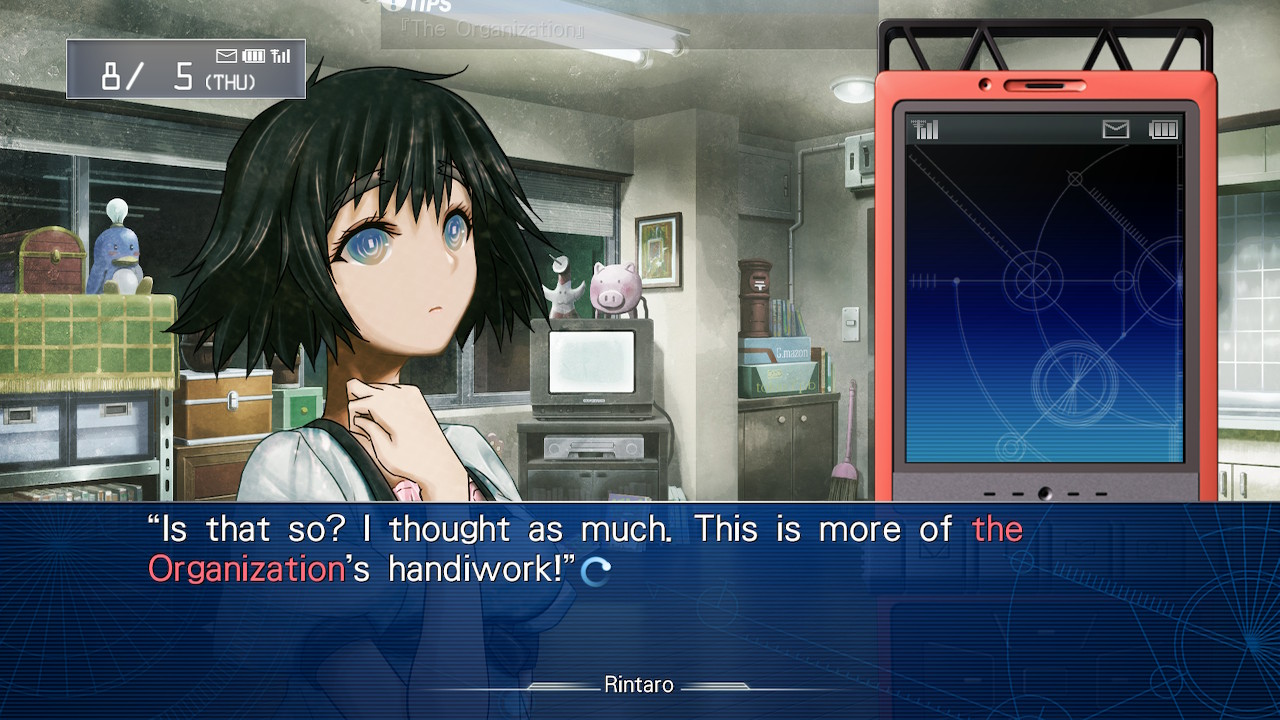 TIPS
『The Organization』
8/ 5 (THU)
G.mazon
“Is that so? I thought as much. This is more of the
Organization’s handiwork!”
Rintaro